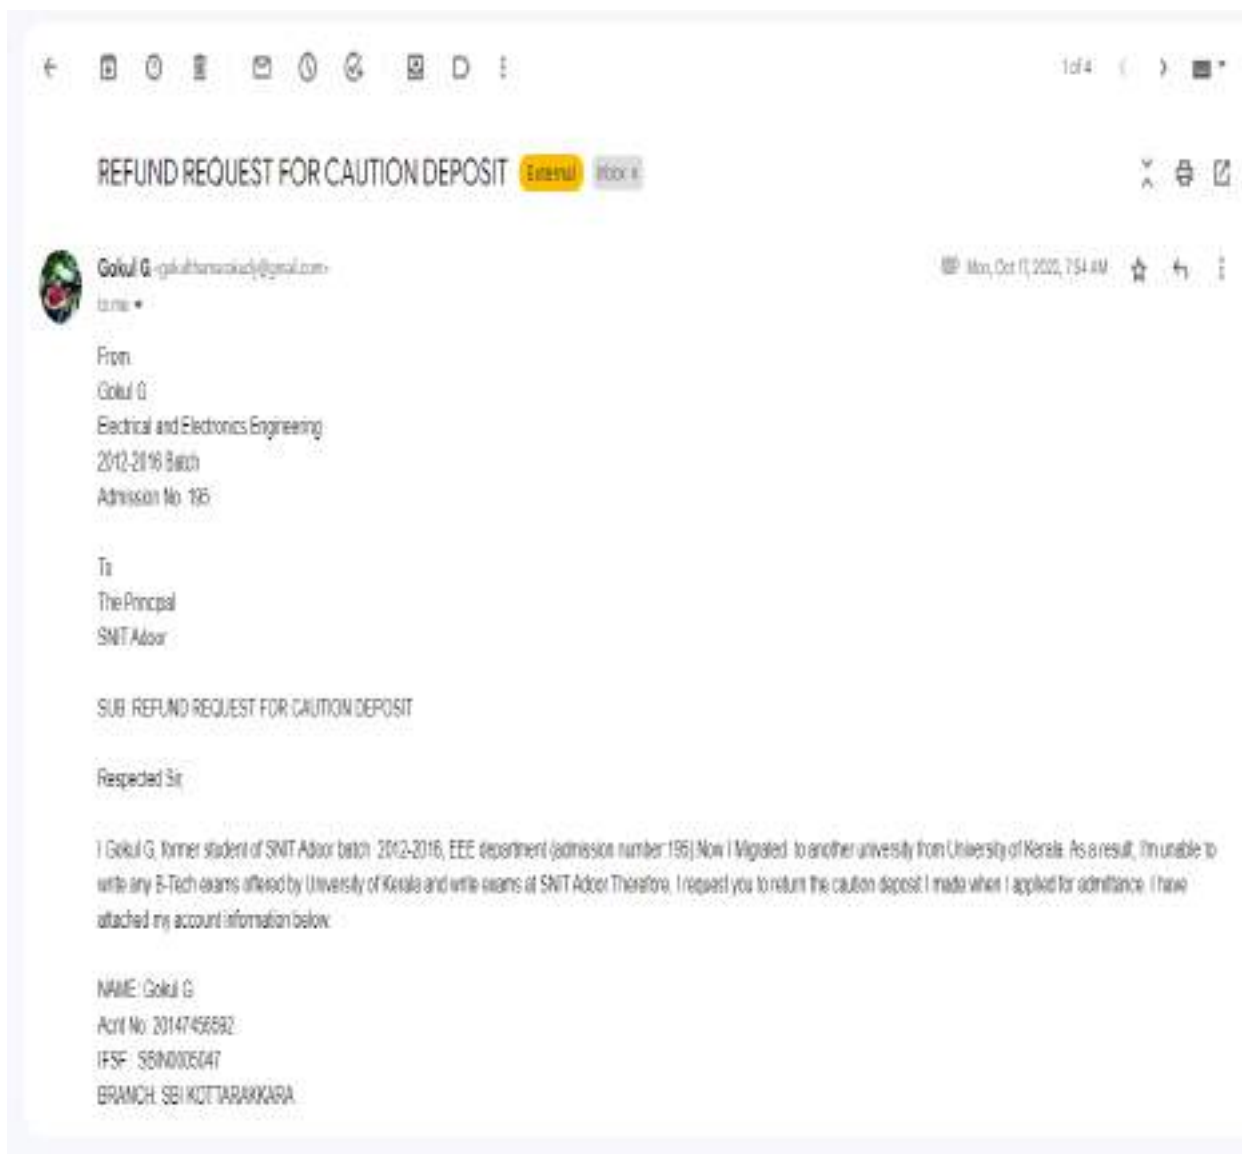 1 of 4
REFUND REQUEST FOR CAUTION DEPOSIT External Inbox x
Gokul G
Mon, Oct 17, 2022, 7:54 AM
to me
From
Gokul G
Electrical and Electronics Engineering
2012-2016 Batch
Admission No. 195
To
The Principal
SNIT Adoor
SUB: REFUND REQUEST FOR CAUTION DEPOSIT
Respected Sir,
I Gokul G, former student of SNIT Adoor batch 2012-2016, EEE department (admission number:195).Now I Migrated to another university from University of Kerala. As a result, I'm unable to
write any B-Tech exams offered by University of Kerala and write exams at SNIT Adoor.Therefore, I request you to return the caution deposit I made when I applied for admittance. I have
attached my account information below.
NAME: Gokul G
Acnt No:
IFSF : SBIN0005047
BRANCH: SBI KOTTARAKKARA